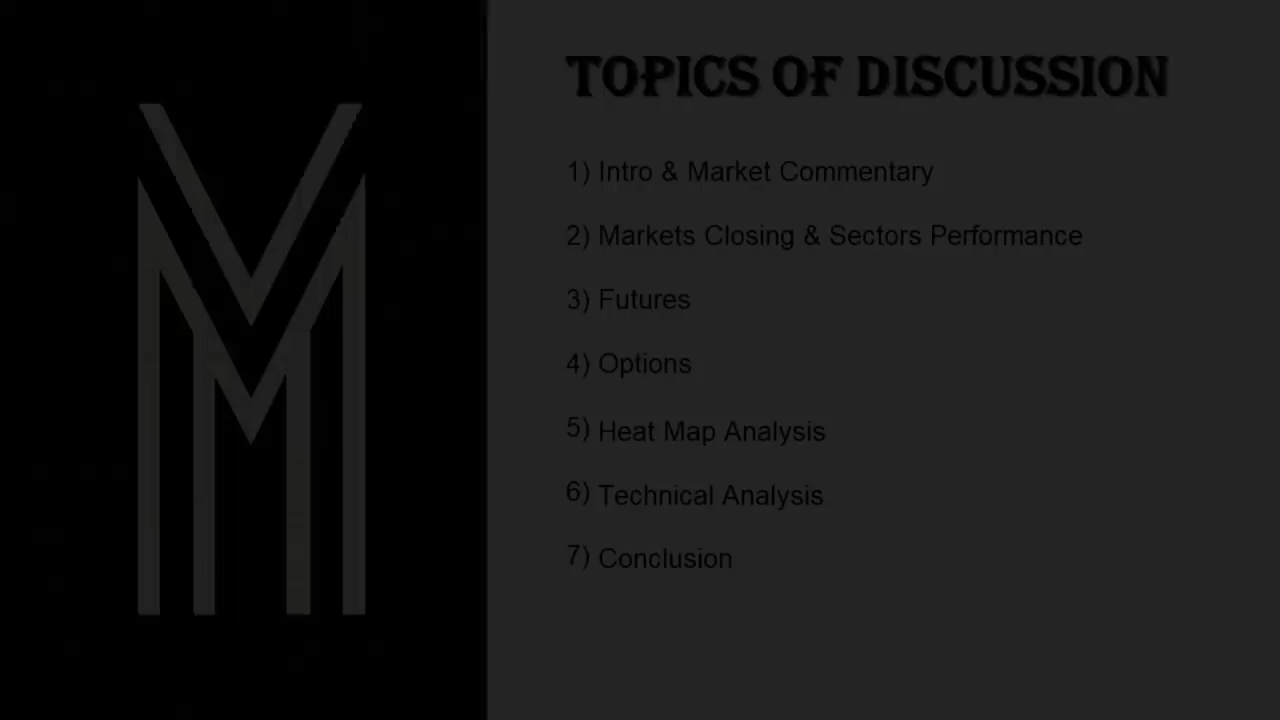 TOPICS OF DISCUSSION
1) Intro & Market Commentary
2) Markets Closing & Sectors Performance
3) Futures
4) Options
5) Heat Map Analysis
6) Technical Analysis
7) Conclusion